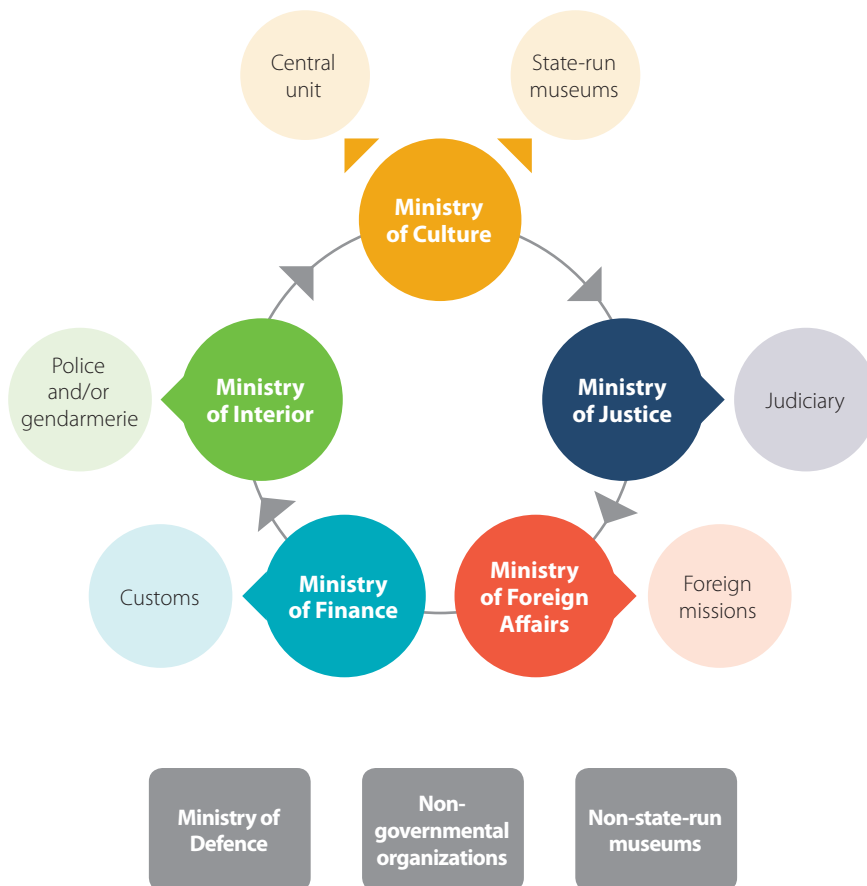 Central
unit
State-run
museums
Ministry
of Culture
Police
and/or
gendarmerie
Ministry
of Interior
Ministry
of Justice
Judiciary
Customs
Ministry
of Finance
Ministry
of Foreign
Affairs
Foreign
missions
Ministry of
Defence
Non-
governmental
organizations
Non-state-run
museums